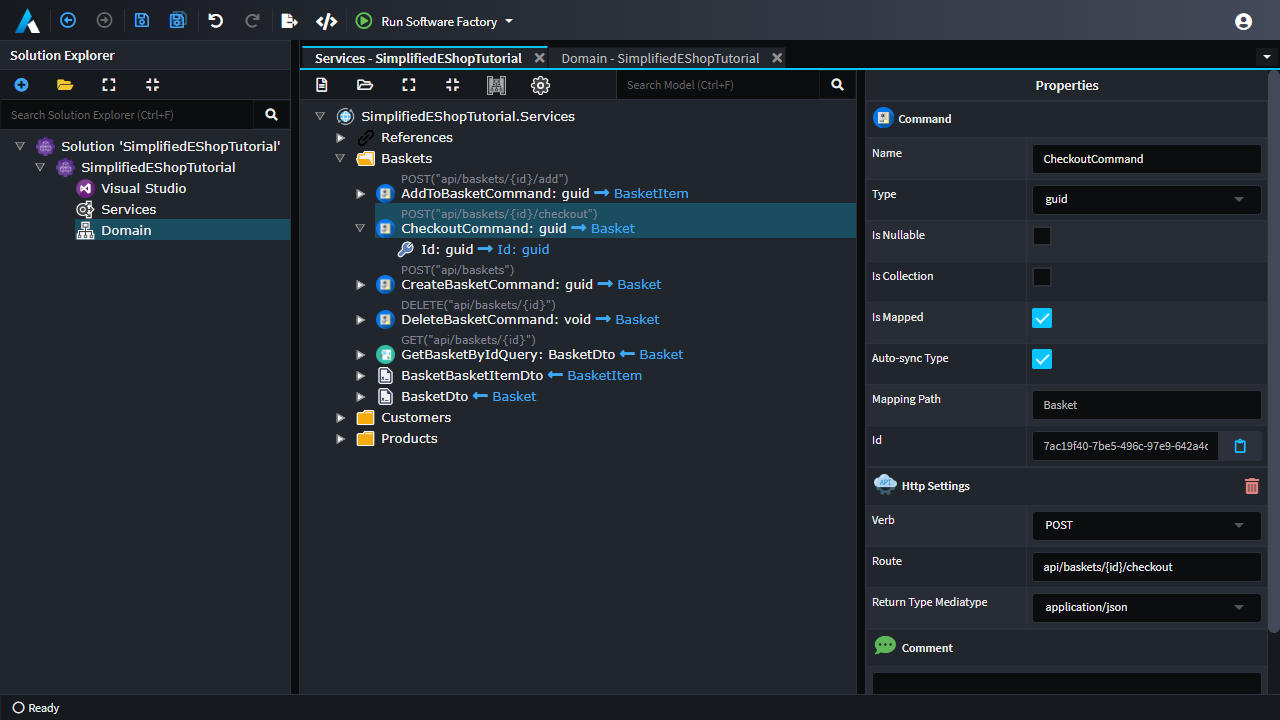 Run Software Factory
Solution Explorer
Search Solution Explorer (Ctrl+F)
Solution 'SimplifiedEShopTutorial'
SimplifiedEShopTutorial
Visual Studio
Services
Domain
Services - SimplifiedEShopTutorial
Domain - SimplifiedEShopTutorial
Search Model (Ctrl+F)
SimplifiedEShopTutorial.Services
References
Baskets
POST("api/baskets/{id}/add")
AddToBasketCommand: guid → BasketItem
POST("api/baskets/{id}/checkout")
CheckoutCommand: guid → Basket
Id: guid → Id: guid
POST("api/baskets")
CreateBasketCommand: guid → Basket
DELETE("api/baskets/{id}")
DeleteBasketCommand: void → Basket
GET("api/baskets/{id}")
GetBasketByIdQuery: BasketDto ← Basket
BasketBasketItemDto ← BasketItem
BasketDto ← Basket
Customers
Products
Properties
Command
Name
CheckoutCommand
Type
guid
Is Nullable
Is Collection
Is Mapped
Auto-sync Type
Mapping Path
Basket
Id
7ac19f40-7be5-496c-97e9-642a4c
API
Http Settings
Verb
POST
Route
api/baskets/{id}/checkout
Return Type Mediatype
application/json
Comment
Ready